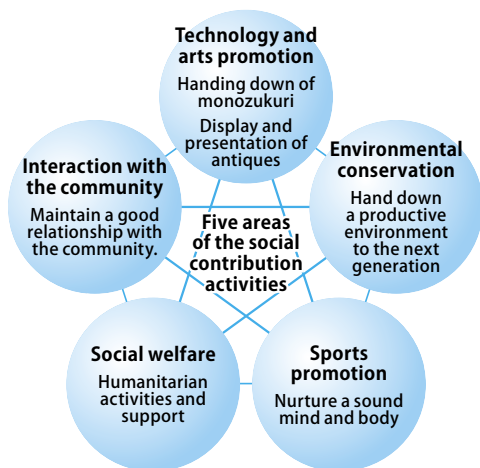 Technology and
arts promotion
Handing down of
monozukuri
Display and
presentation of
antiques
Interaction with
the community
Maintain a good
relationship with
the community.
Environmental
conservation
Hand down
a productive
environment
to the next
generation
Five areas
of the social
contribution
activities
Social welfare
Humanitarian
activities and
support
Sports
promotion
Nurture a sound
mind and body